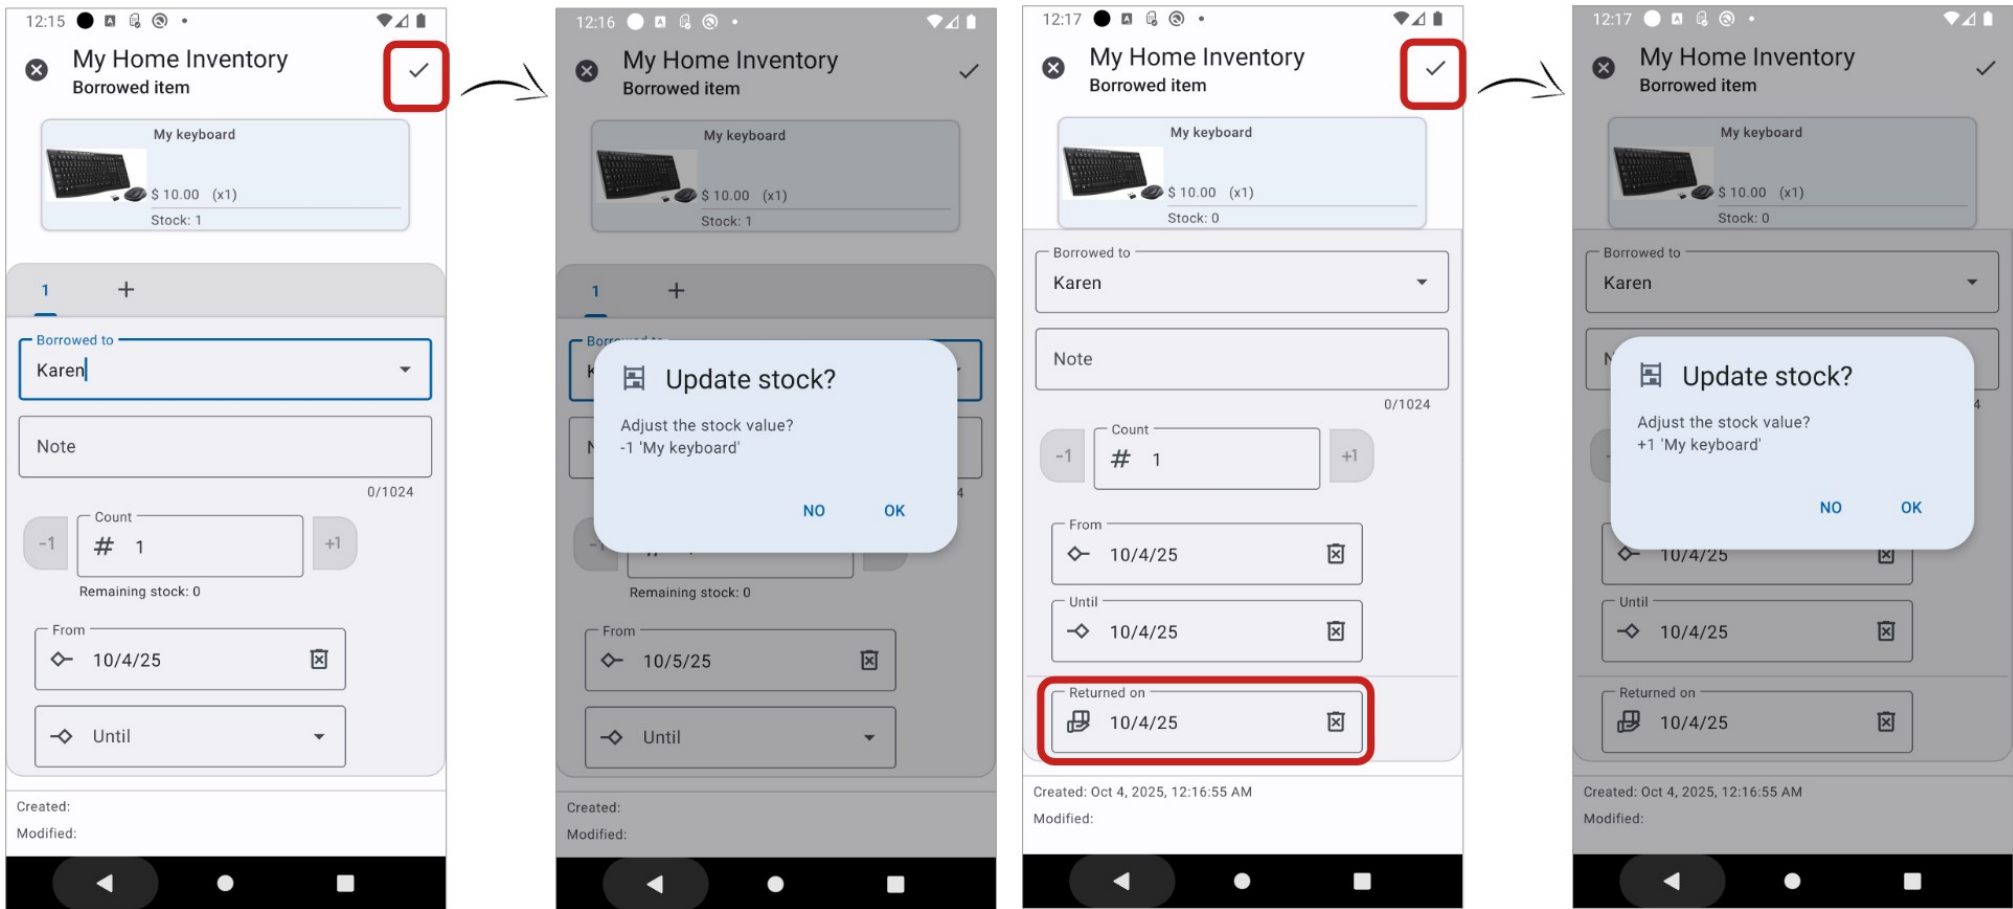 12:15
My Home Inventory
Borrowed item
My keyboard
$ 10.00 (x1)
Stock: 1
1 +
Borrowed to
Karen
Note
0/1024
-1
Count
# 1
+1
Remaining stock: 0
From
10/4/25
Until
Created:
Modified:
12:16
My Home Inventory
Borrowed item
My keyboard
$ 10.00 (x1)
Stock: 1
1 +
Update stock?
Adjust the stock value?
-1 'My keyboard'
NO OK
Remaining stock: 0
From
10/5/25
Until
Created:
Modified:
12:17
My Home Inventory
Borrowed item
My keyboard
$ 10.00 (x1)
Stock: 0
Borrowed to
Karen
Note
0/1024
-1
Count
# 1
+1
From
10/4/25
Until
10/4/25
Returned on
10/4/25
Created: Oct 4, 2025, 12:16:55 AM
Modified:
12:17
My Home Inventory
Borrowed item
My keyboard
$ 10.00 (x1)
Stock: 0
Borrowed to
Karen
Update stock?
Adjust the stock value?
+1 'My keyboard'
NO OK
10/4/25
Until
10/4/25
Returned on
10/4/25
Created: Oct 4, 2025, 12:16:55 AM
Modified: